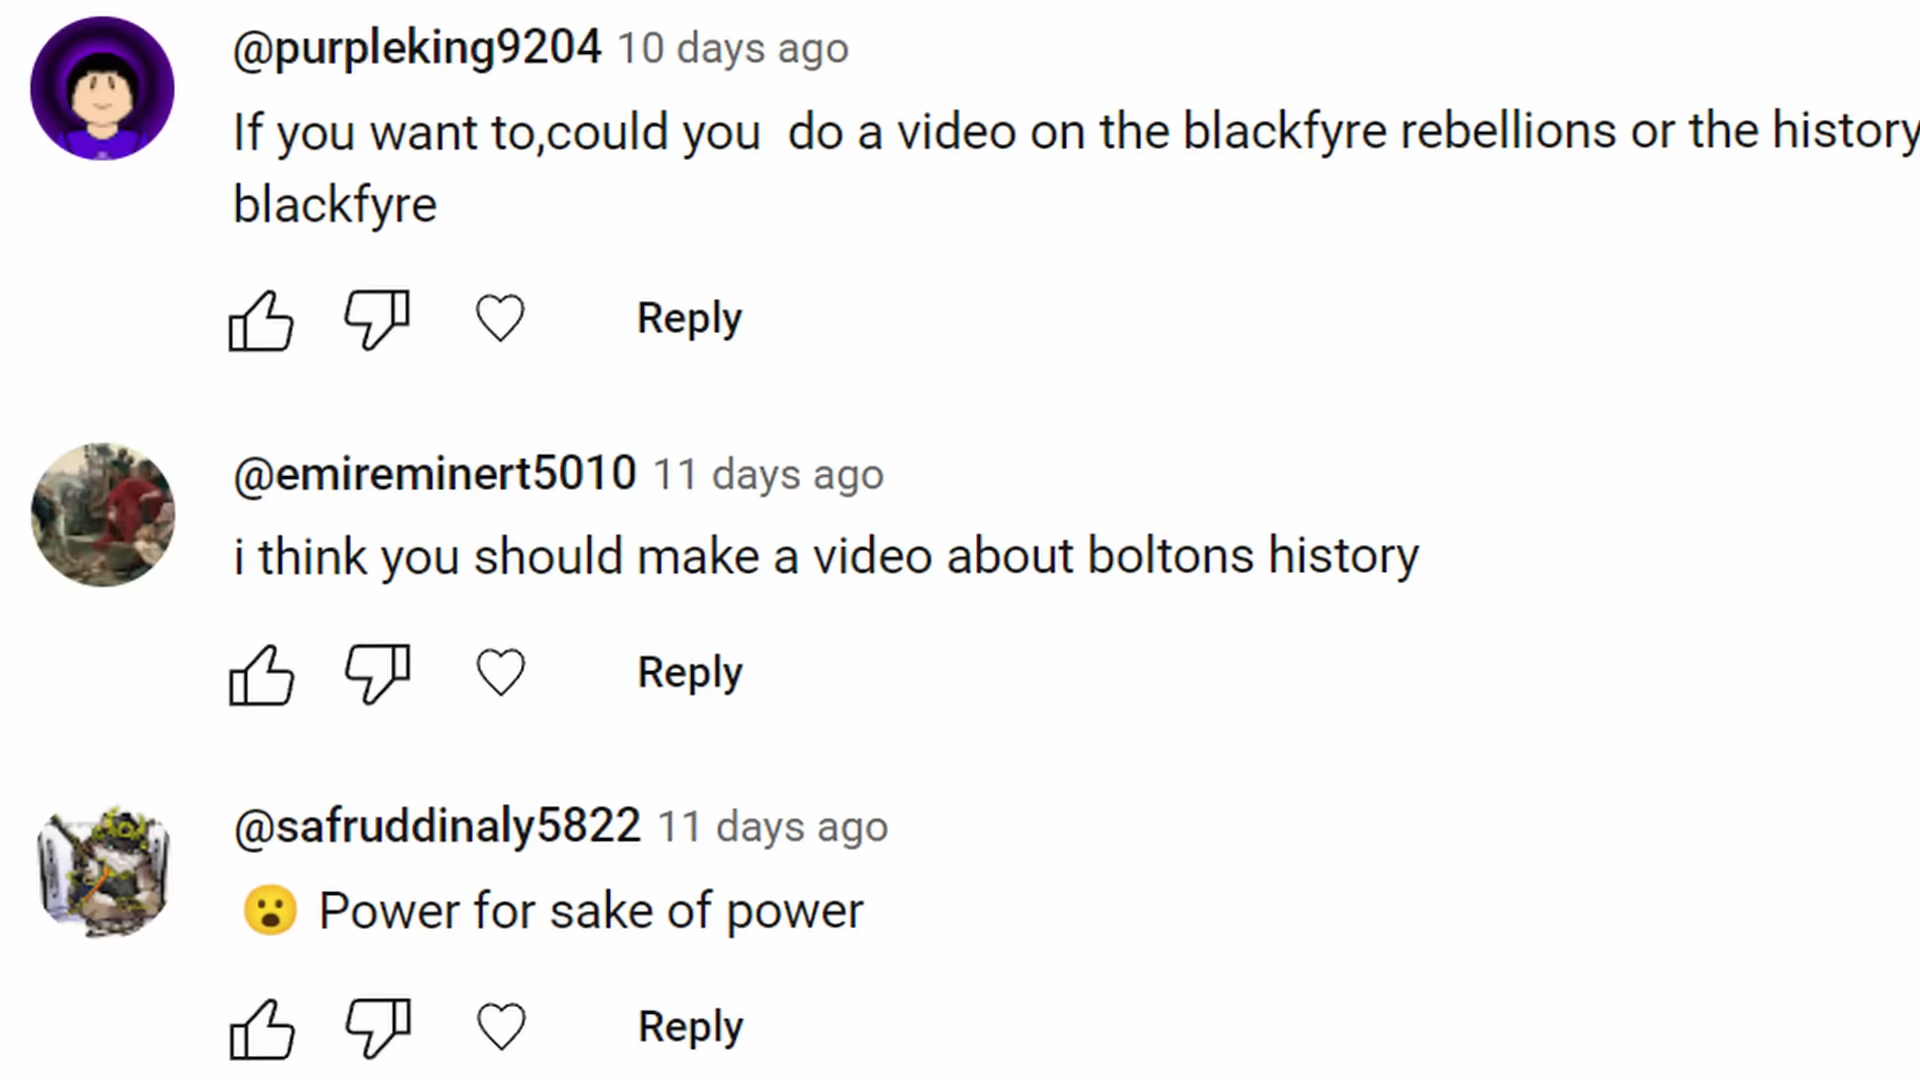 @purpleking9204 10 days ago
If you want to,could you  do a video on the blackfyre rebellions or the history
blackfyre
Reply
@emireminert5010 11 days ago
i think you should make a video about boltons history
Reply
@safruddinaly5822 11 days ago
😮 Power for sake of power
Reply